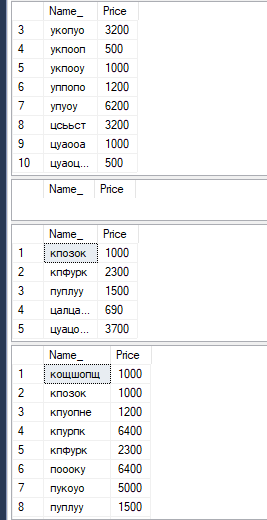 Name_ Price
3 укопуо 3200
4 укпооп 500
5 укпооу 1000
6 уппопо 1200
7 упуоу 6200
8 цсььст 3200
9 цуаооа 1000
10 цуаоц... 500
Name_ Price
Name_ Price
1 кпозок 1000
2 кпфурк 2300
3 пуплуу 1500
4 цалца... 690
5 цуацо... 3700
Name_ Price
1 кощшопщ 1000
2 кпозок 1000
3 кпуопне 1200
4 кпурпк 6400
5 кпфурк 2300
6 поооку 6400
7 пукоуо 5000
8 пуплуу 1500